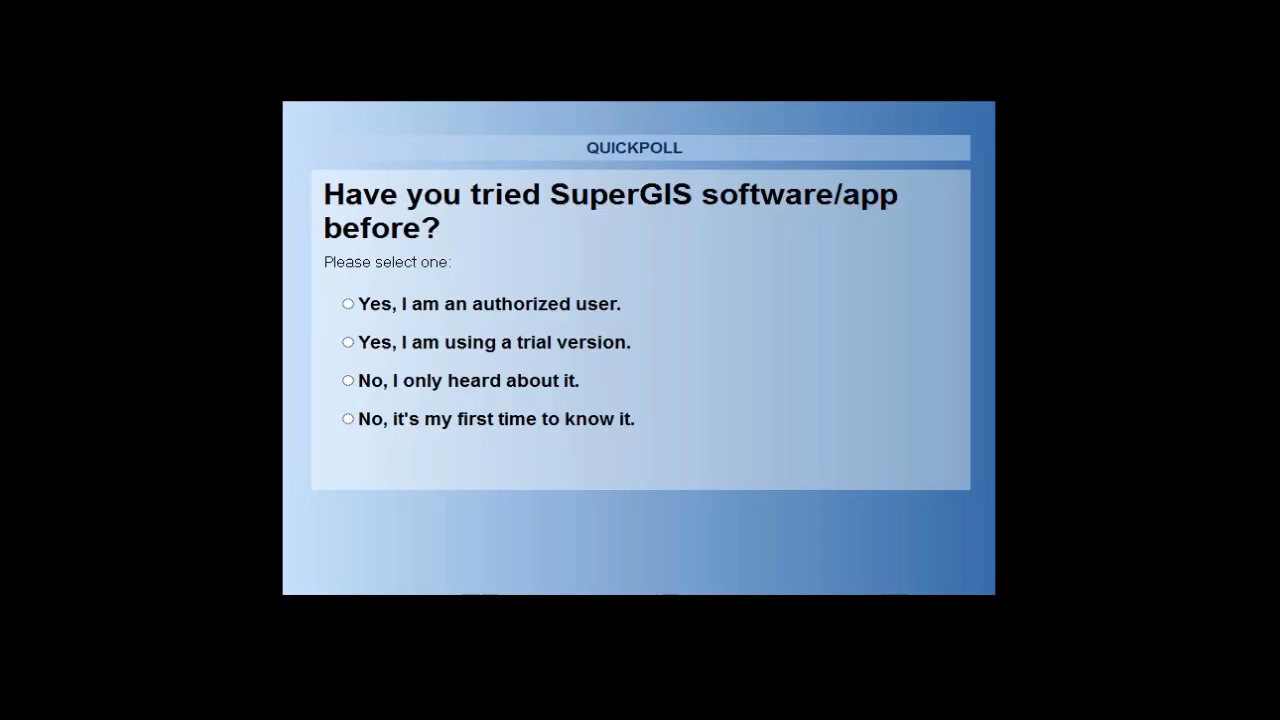 QUICKPOLL
Have you tried SuperGIS software/app
before?
Please select one:
Yes, I am an authorized user.
Yes, I am using a trial version.
No, I only heard about it.
No, it's my first time to know it.